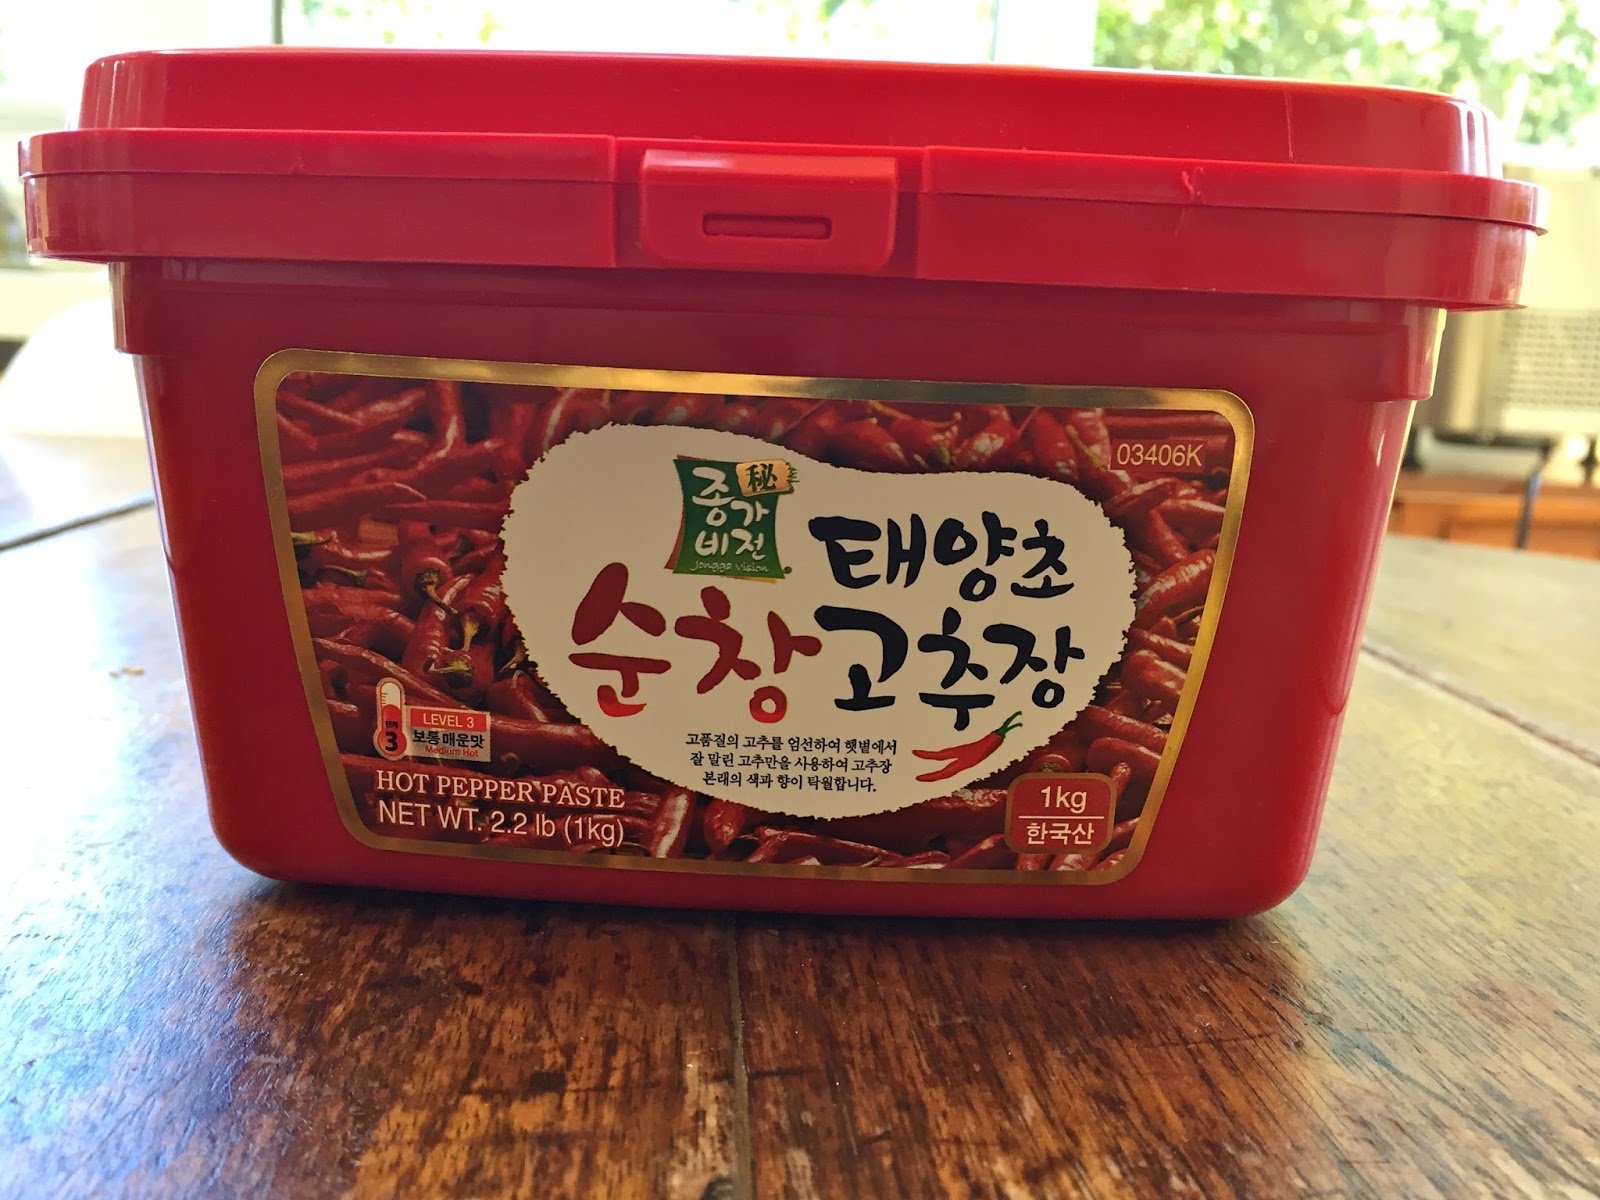 03406K
秘
종가
비전
Jongga Vision
태양초
순창고추장
고품질의 고추를 엄선하여 햇볕에서
잘 말린 고추만을 사용하여 고추장
본래의 색과 향이 탁월합니다.
3
LEVEL 3
보통매운맛
Medium Hot
HOT PEPPER PASTE
NET WT. 2.2 lb (1kg)
1kg
한국산